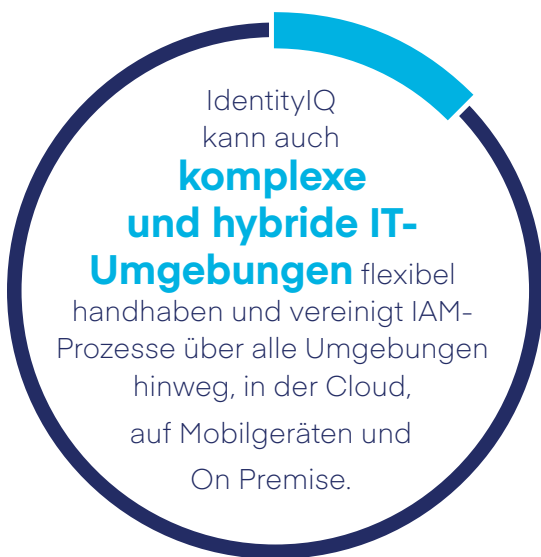 IdentityIQ
kann auch
komplexe
und hybride IT-
Umgebungen flexibel
handhaben und vereinigt IAM-
Prozesse über alle Umgebungen
hinweg, in der Cloud,
auf Mobilgeräten und
On Premise.